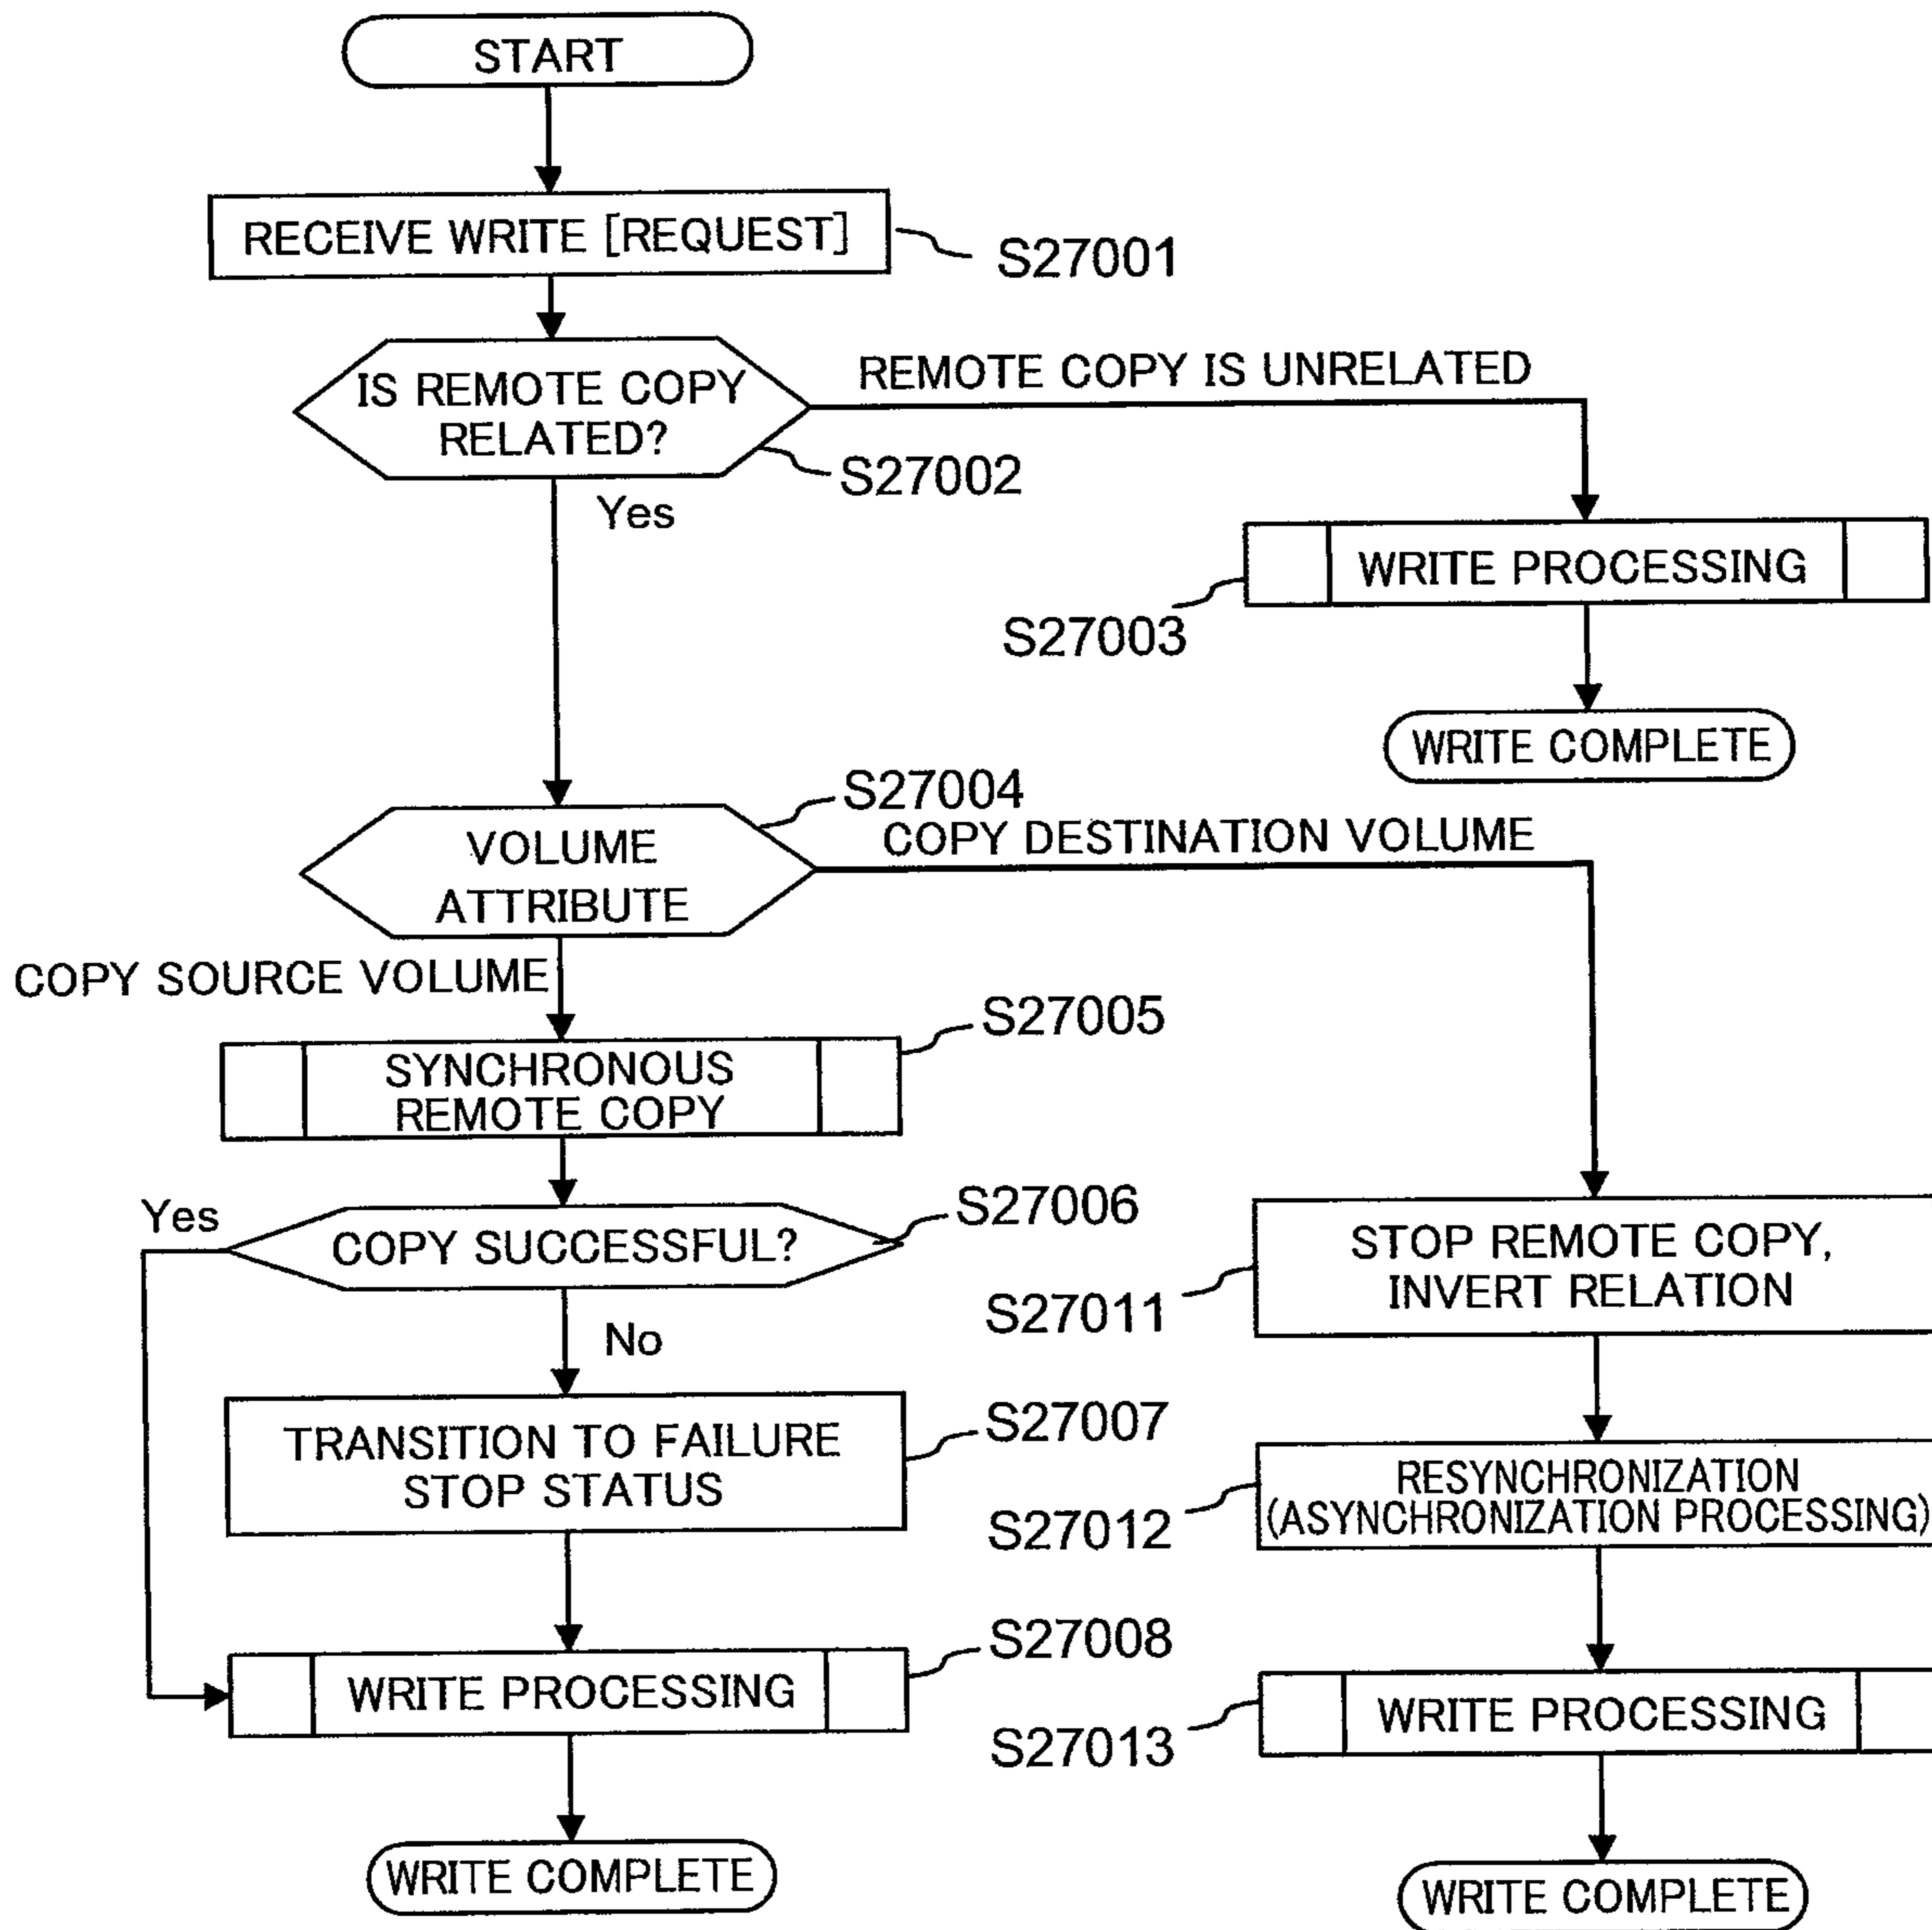 START
RECEIVE WRITE [REQUEST]
S27001
IS REMOTE COPY
RELATED?
REMOTE COPY IS UNRELATED
S27002
Yes
WRITE PROCESSING
S27003
WRITE COMPLETE
S27004
VOLUME
ATTRIBUTE
COPY DESTINATION VOLUME
COPY SOURCE VOLUME
S27005
SYNCHRONOUS
REMOTE COPY
Yes
S27006
COPY SUCCESSFUL?
No
TRANSITION TO FAILURE
STOP STATUS
S27007
WRITE PROCESSING
S27008
WRITE COMPLETE
STOP REMOTE COPY,
INVERT RELATION
S27011
RESYNCHRONIZATION
(ASYNCHRONIZATION PROCESSING)
S27012
WRITE PROCESSING
S27013
WRITE COMPLETE